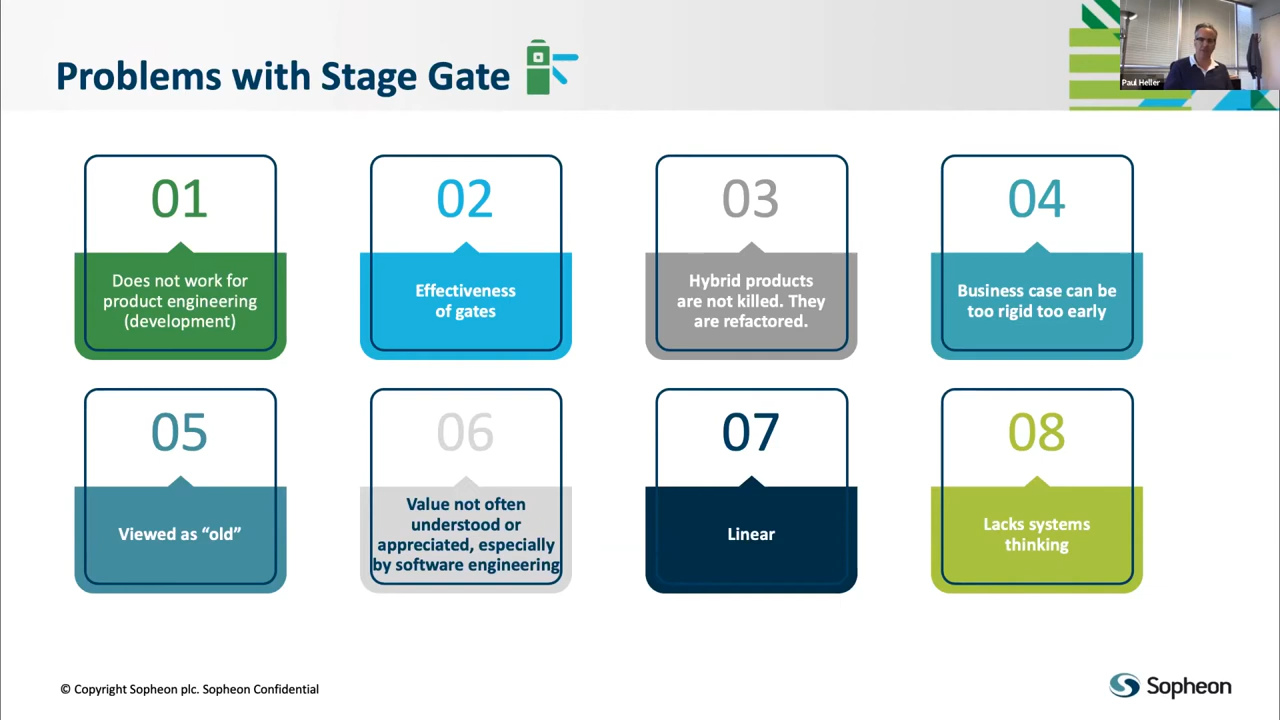 Problems with Stage Gate
Paul Heller
01
Does not work for
product engineering
(development)
02
Effectiveness
of gates
03
Hybrid products
are not killed. They
are refactored.
04
Business case can be
too rigid too early
05
Viewed as “old”
06
Value not often
understood or
appreciated, especially
by software engineering
07
Linear
08
Lacks systems
thinking
© Copyright Sopheon plc. Sopheon Confidential
Sopheon